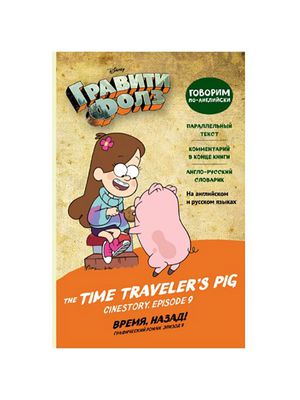 Disney
ГРАВИТИ
ФОЛЗ
ГОВОРИМ
ПО-АНГЛИЙСКИ
ПАРАЛЛЕЛЬНЫЙ
ТЕКСТ
КОММЕНТАРИЙ
В КОНЦЕ КНИГИ
АНГЛО-РУССКИЙ
СЛОВАРИК
На английском
и русском языках
THE TIME TRAVELER'S PIG
CINESTORY. EPISODE 9
ВРЕМЯ, НАЗАД!
ГРАФИЧЕСКИЙ РОМАН. ЭПИЗОД 9